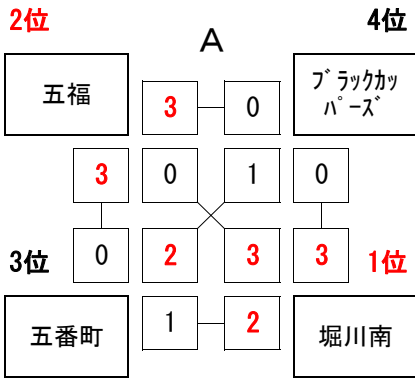 2位 A 4位
五福 3 0 ブラックカッ
パーズ
3 0 1 0
3位 0 2 3 3 1位
五番町 1 2 堀川南